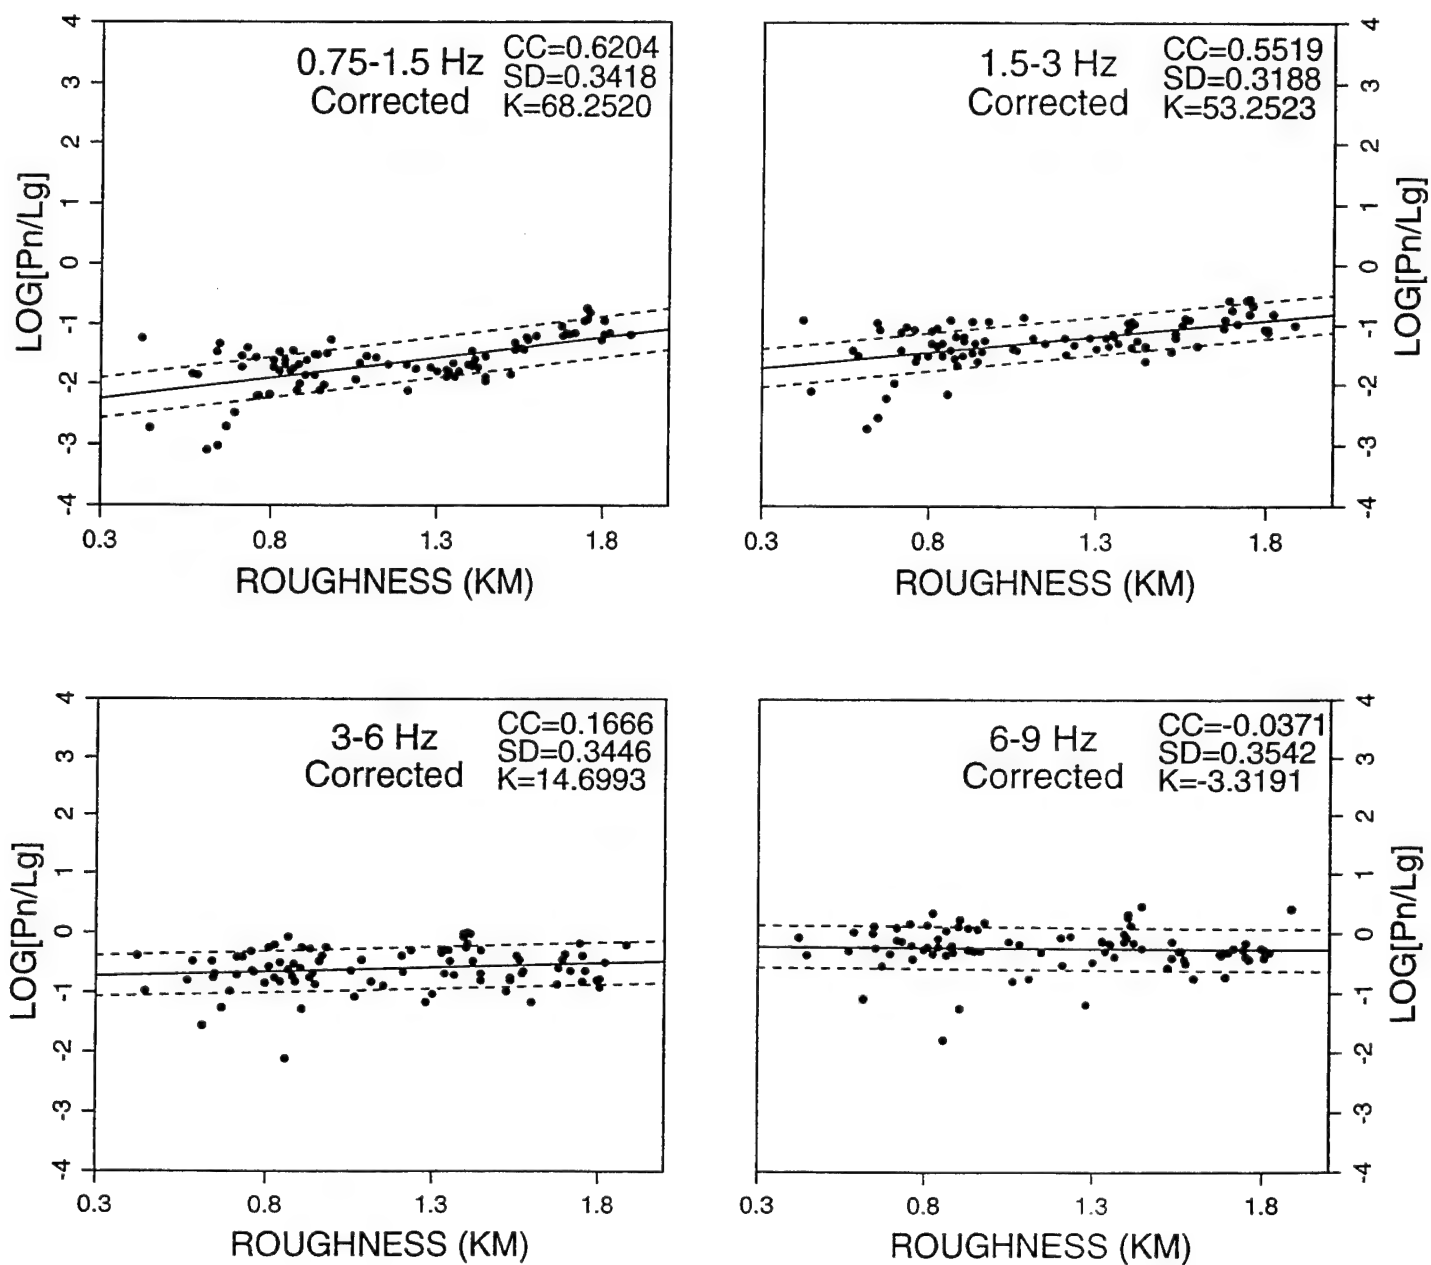 0.75-1.5 Hz
Corrected
CC=0.6204
SD=0.3418
K=68.2520
LOG[Pn/Lg]
4
3
2
1
0
-1
-2
-3
-4
0.3 0.8 1.3 1.8
ROUGHNESS (KM)
1.5-3 Hz
Corrected
CC=0.5519
SD=0.3188
K=53.2523
4
3
2
1
0
-1
-2
-3
-4
LOG[Pn/Lg]
0.3 0.8 1.3 1.8
ROUGHNESS (KM)
3-6 Hz
Corrected
CC=0.1666
SD=0.3446
K=14.6993
LOG[Pn/Lg]
4
3
2
1
0
-1
-2
-3
-4
0.3 0.8 1.3 1.8
ROUGHNESS (KM)
6-9 Hz
Corrected
CC=-0.0371
SD=0.3542
K=-3.3191
4
3
2
1
0
-1
-2
-3
-4
LOG[Pn/Lg]
0.3 0.8 1.3 1.8
ROUGHNESS (KM)